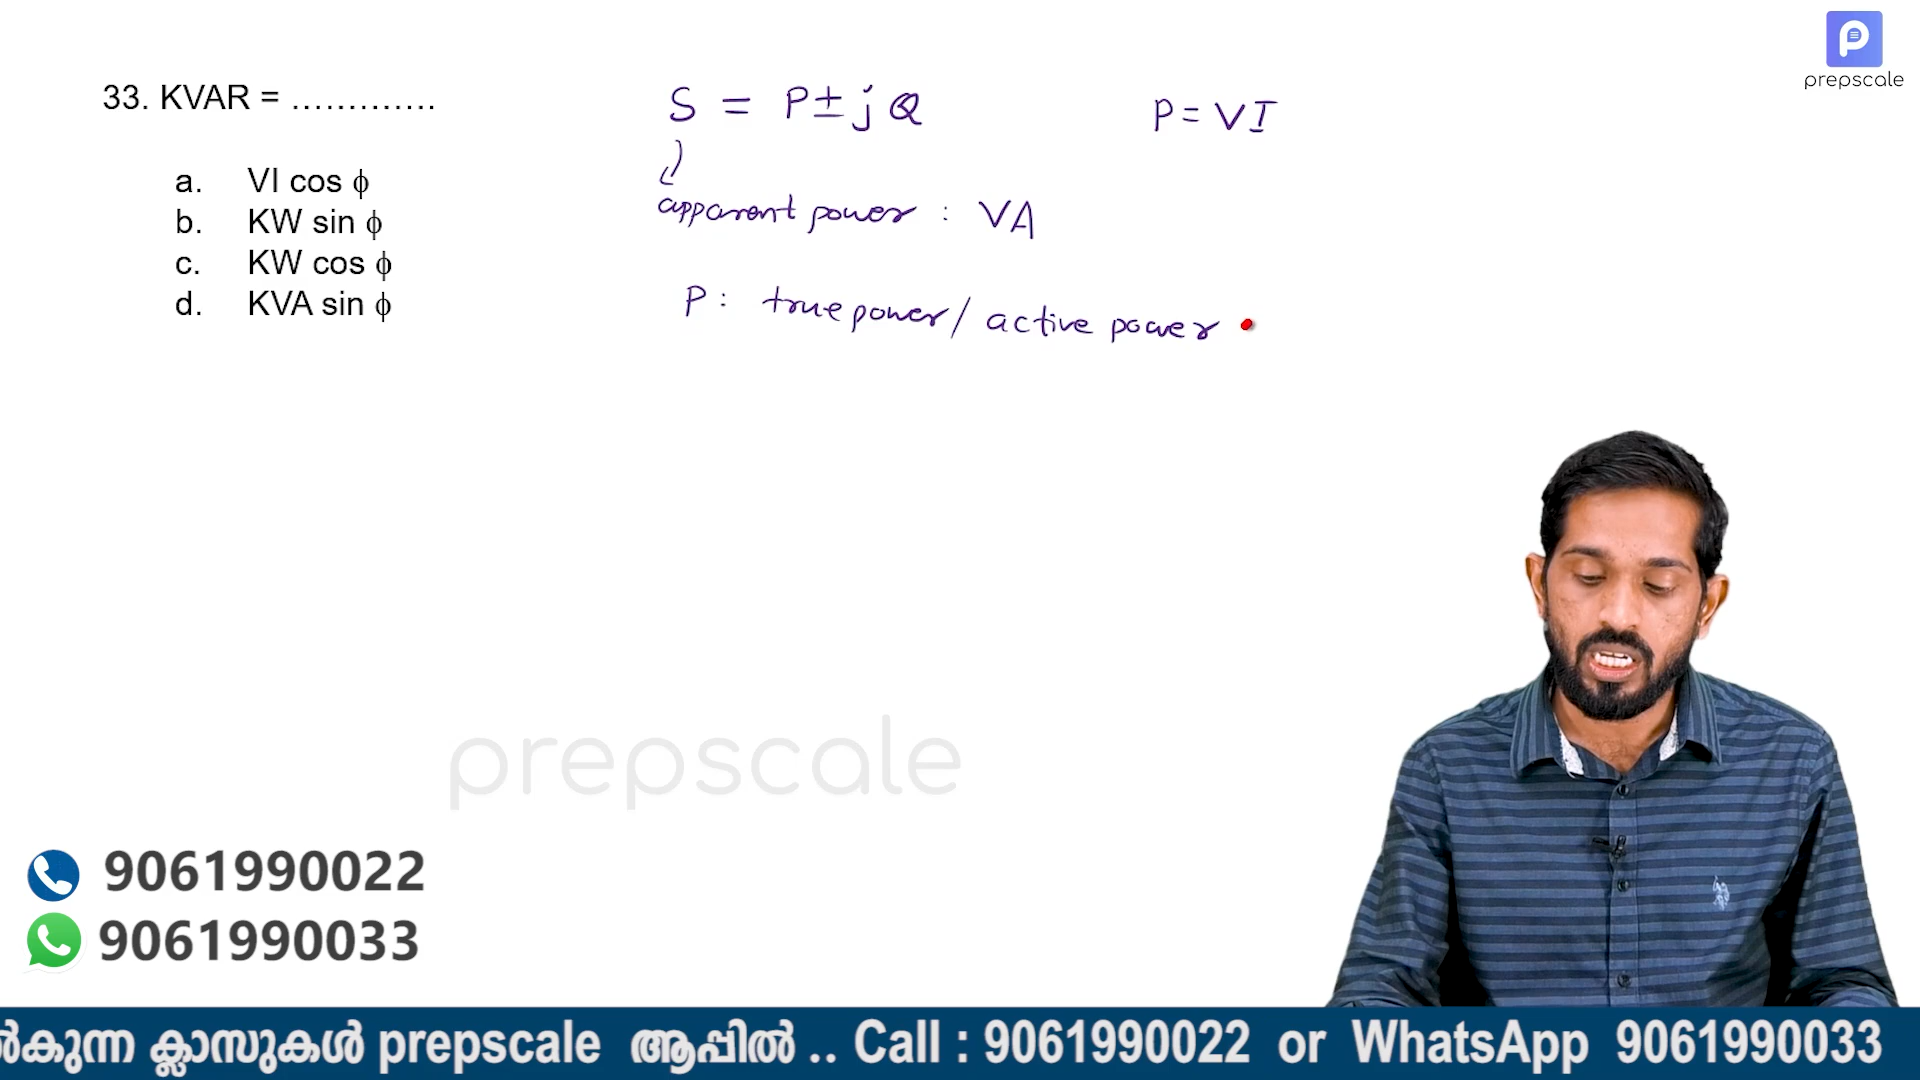 prepscale
33. KVAR = .............
a. VI cos ϕ
b. KW sin ϕ
c. KW cos ϕ
d. KVA sin ϕ
S = P ± j Q
P = VI
apparent power : VA
P : true power / active power
prepscale
9061990022
9061990033
ക്ലാസുകൾ prepscale ആപ്പിൽ .. Call : 9061990022 or WhatsApp 9061990033